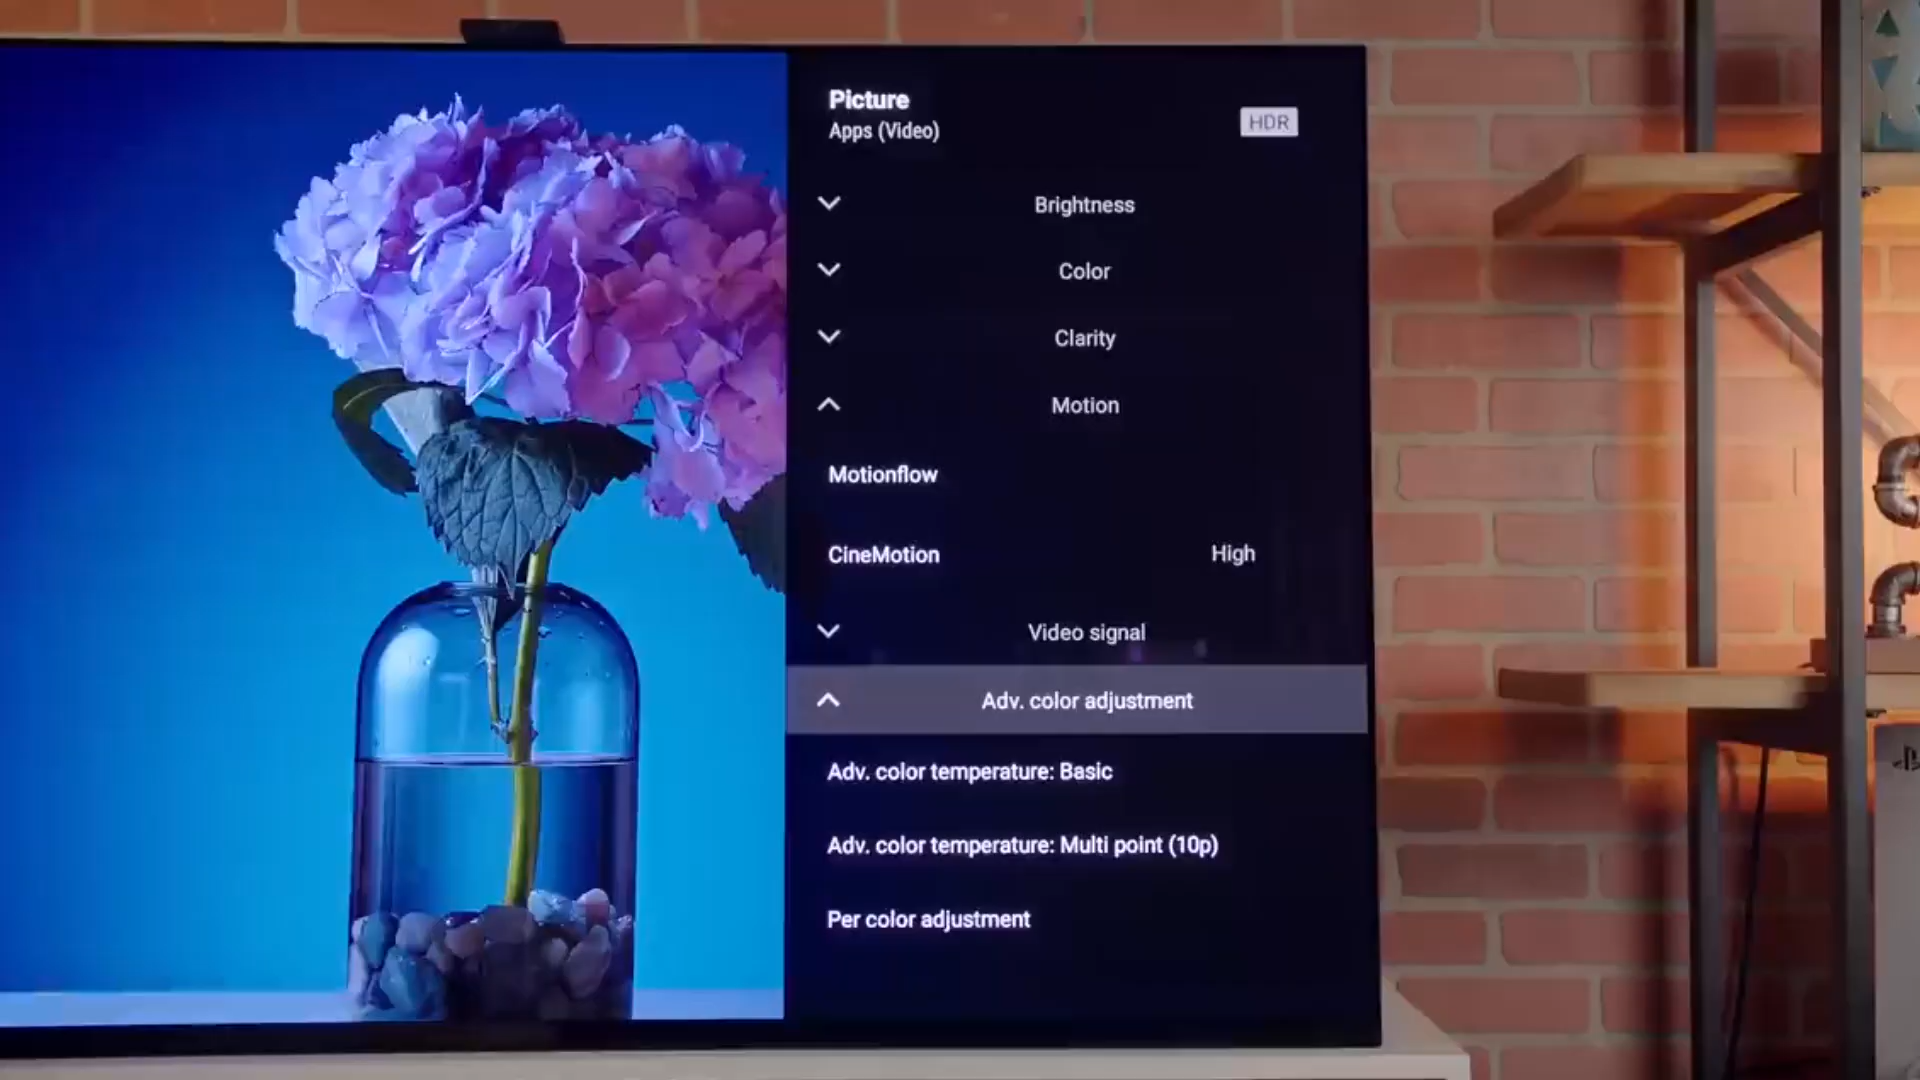 Picture
Apps (Video)
HDR
Brightness
Color
Clarity
Motion
Motionflow
CineMotion
High
Video signal
Adv. color adjustment
Adv. color temperature: Basic
Adv. color temperature: Multi point (10p)
Per color adjustment